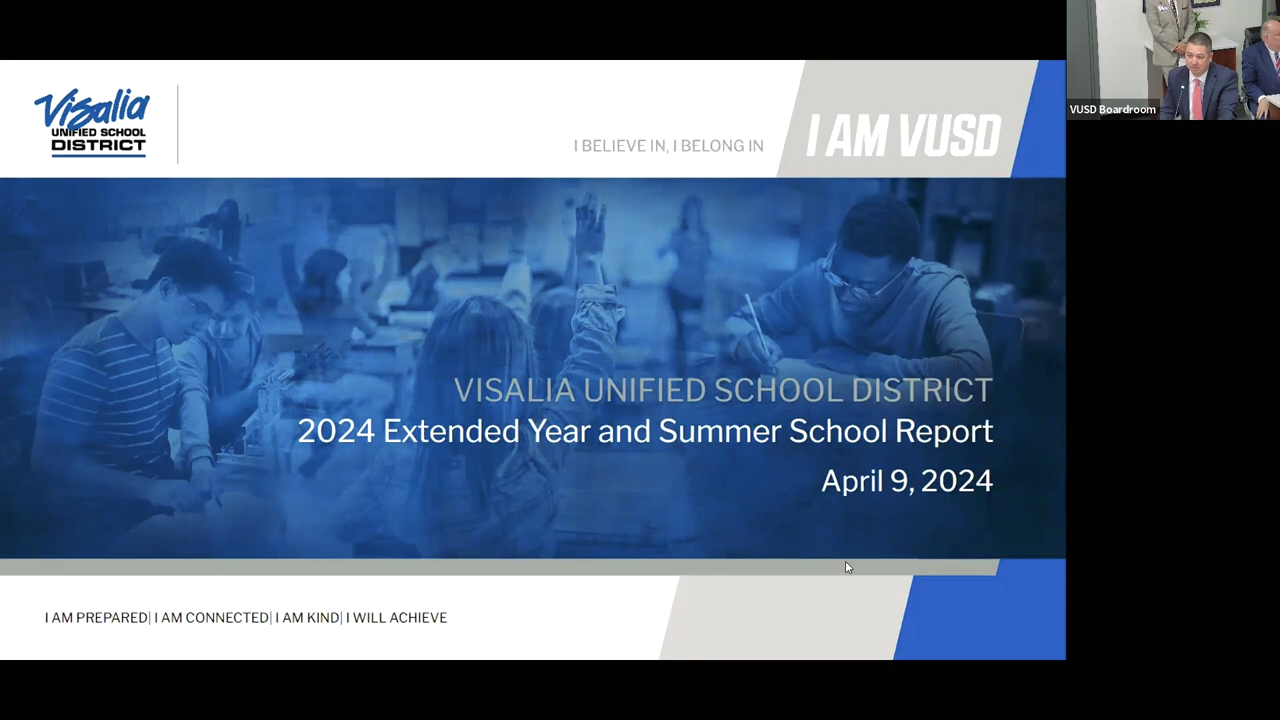 Visalia
UNIFIED SCHOOL
DISTRICT
I BELIEVE IN, I BELONG IN
I AM VUSD
VUSD Boardroom
VISALIA UNIFIED SCHOOL DISTRICT
2024 Extended Year and Summer School Report
April 9, 2024
I AM PREPARED| I AM CONNECTED| I AM KIND| I WILL ACHIEVE